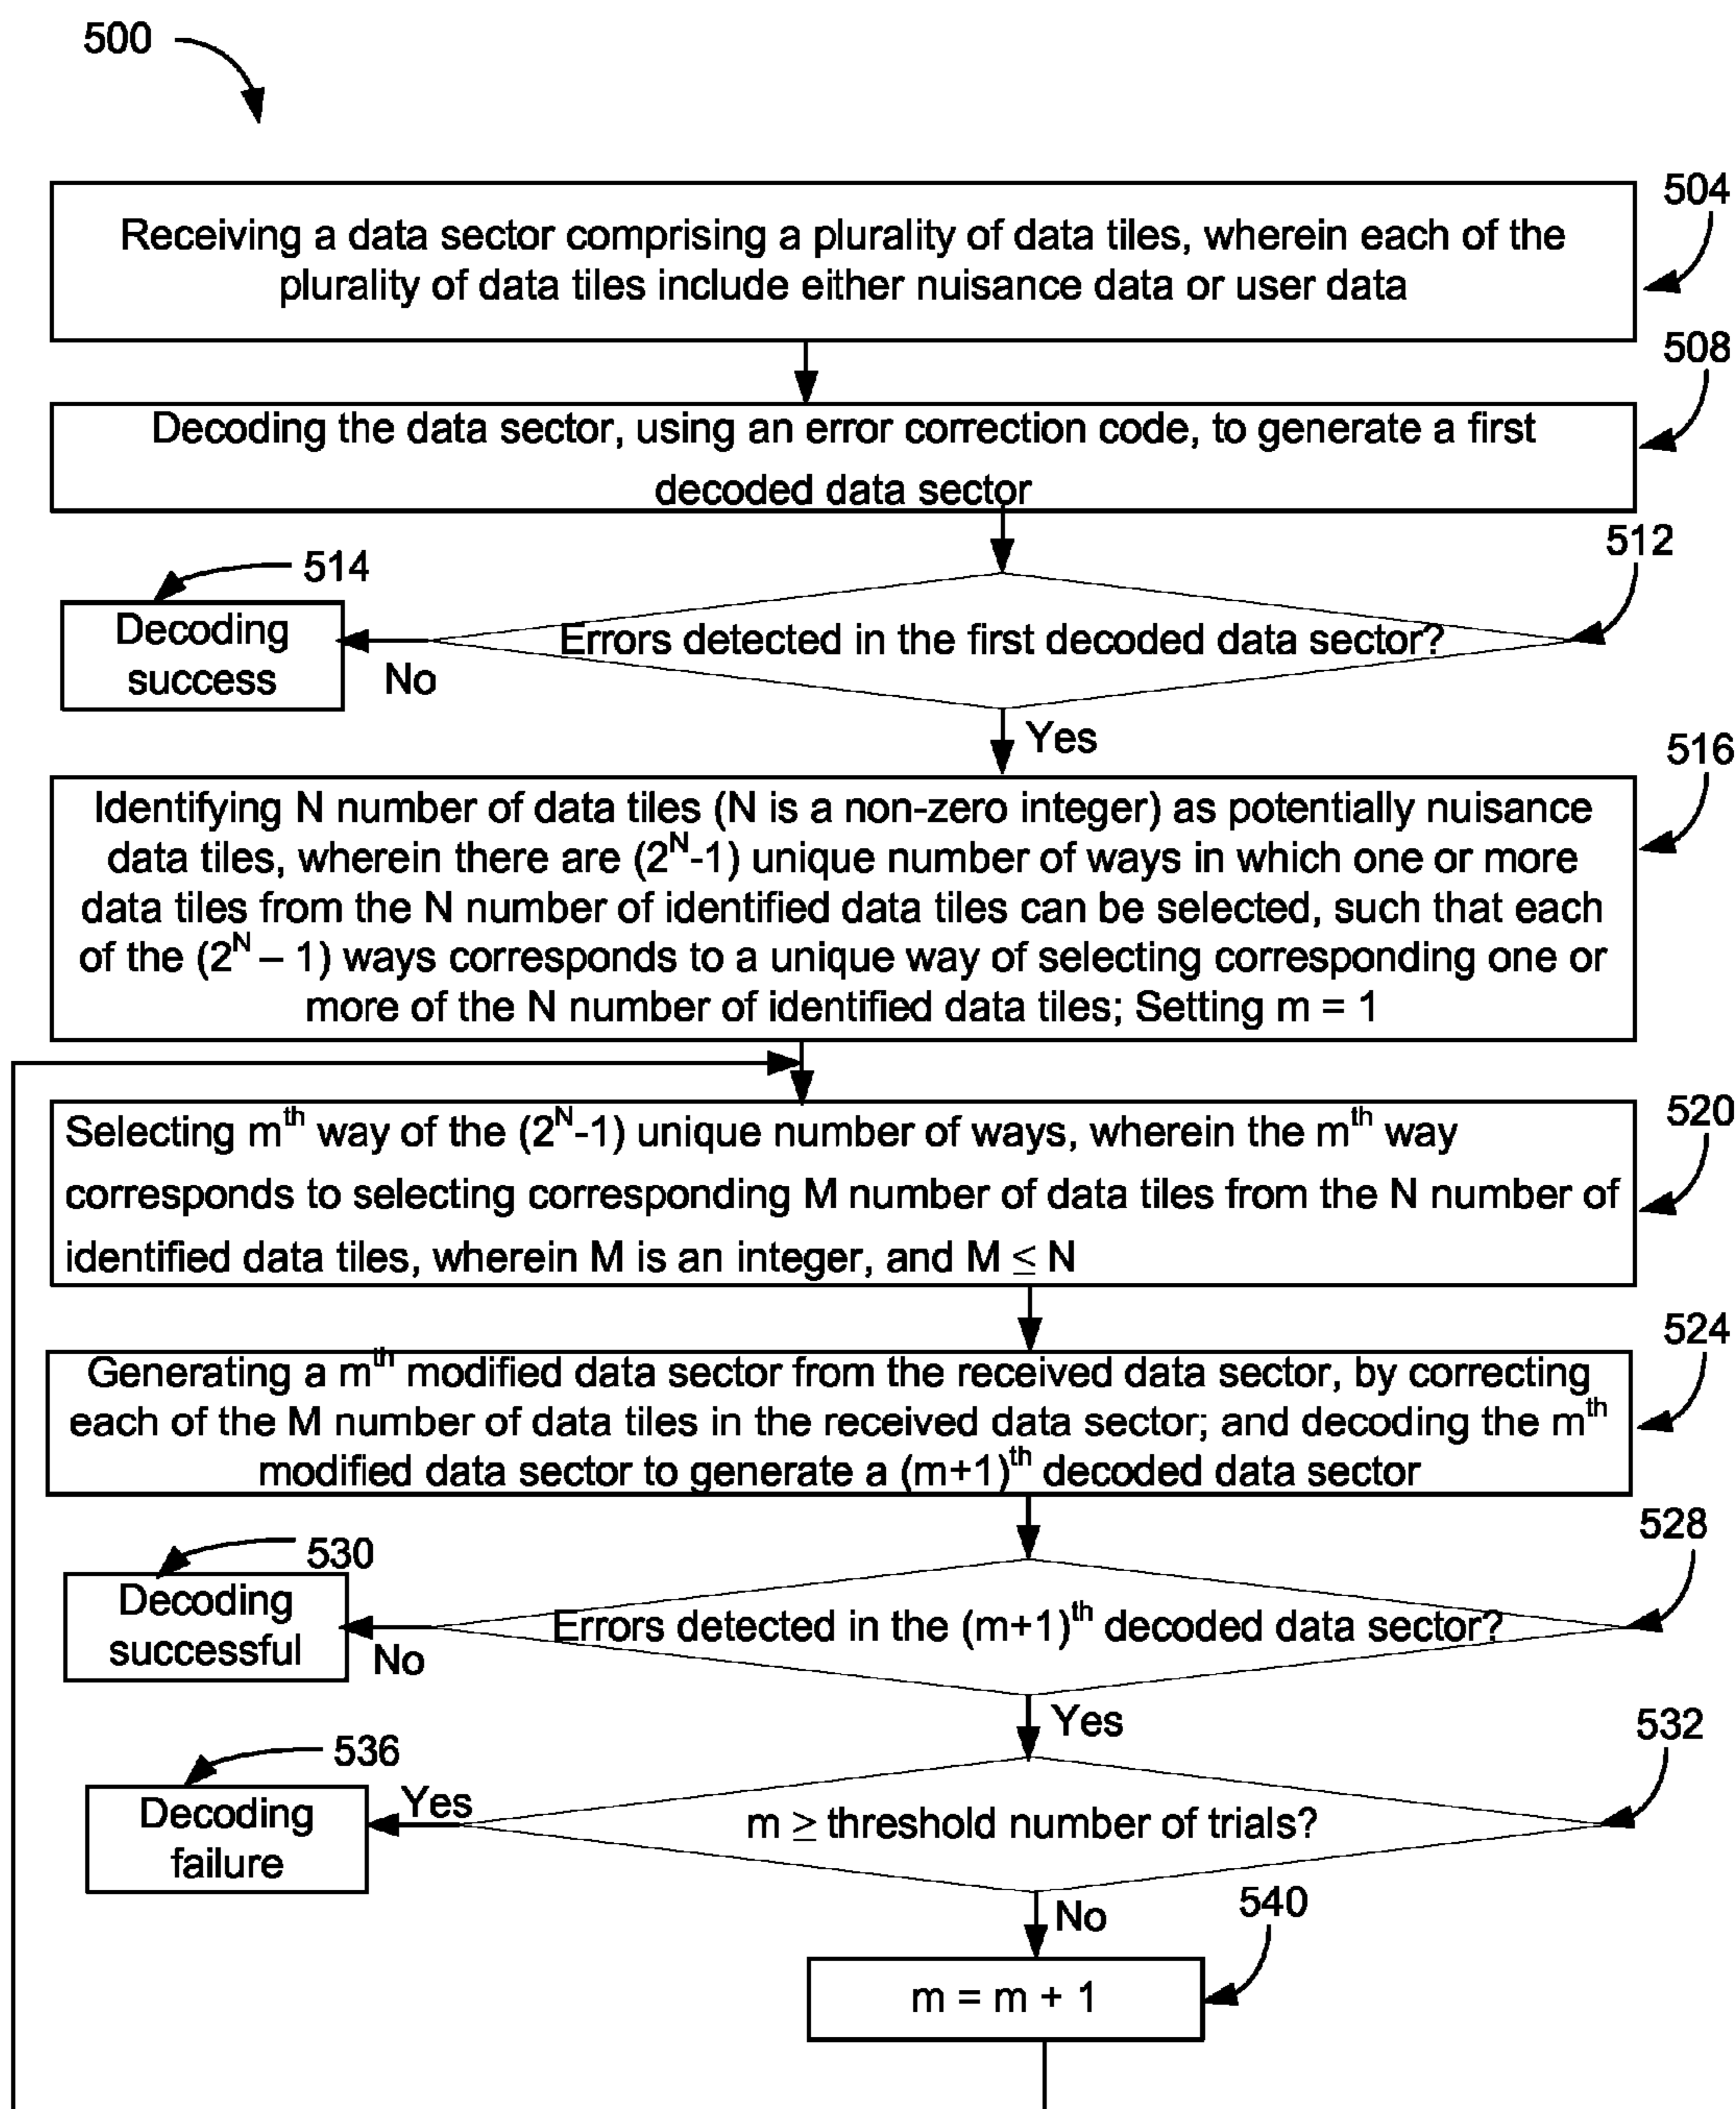 500
504
Receiving a data sector comprising a plurality of data tiles, wherein each of the
plurality of data tiles include either nuisance data or user data
508
Decoding the data sector, using an error correction code, to generate a first
decoded data sector
512
514
Decoding
success
Errors detected in the first decoded data sector?
No
Yes
516
Identifying N number of data tiles (N is a non-zero integer) as potentially nuisance
data tiles, wherein there are (2^N-1) unique number of ways in which one or more
data tiles from the N number of identified data tiles can be selected, such that each
of the (2^N – 1) ways corresponds to a unique way of selecting corresponding one or
more of the N number of identified data tiles; Setting m = 1
520
Selecting m^th way of the (2^N-1) unique number of ways, wherein the m^th way
corresponds to selecting corresponding M number of data tiles from the N number of
identified data tiles, wherein M is an integer, and M ≤ N
524
Generating a m^th modified data sector from the received data sector, by correcting
each of the M number of data tiles in the received data sector; and decoding the m^th
modified data sector to generate a (m+1)^th decoded data sector
528
530
Decoding
successful
Errors detected in the (m+1)^th decoded data sector?
No
Yes
532
536
Decoding
failure
Yes
m ≥ threshold number of trials?
No
540
m = m + 1